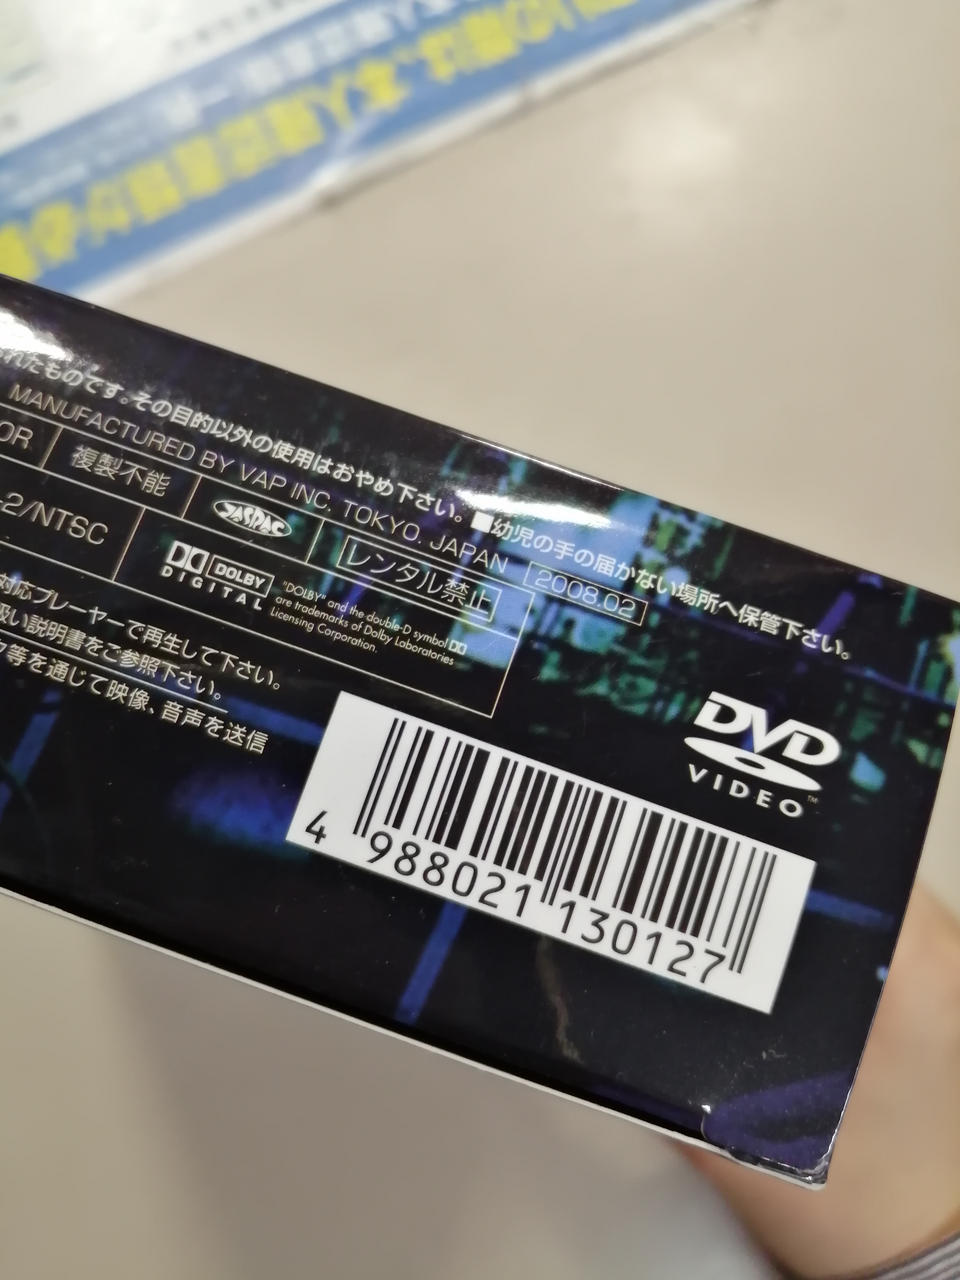 れたものです。その目的以外の使用はおやめ下さい。■幼児の手の届かない場所へ保管下さい。
MANUFACTURED BY VAP INC. TOKYO. JAPAN 2008.02
OR 複製不能 JASPAC レンタル禁止
-2/NTSC DOLBY DIGITAL
"DOLBY" and the double-D symbol
are trademarks of Dolby Laboratories
Licensing Corporation.
対応プレーヤーで再生して下さい。
扱い説明書をご参照下さい。
ク等を通じて映像、音声を送信
DVD
VIDEO™
4 988021 130127